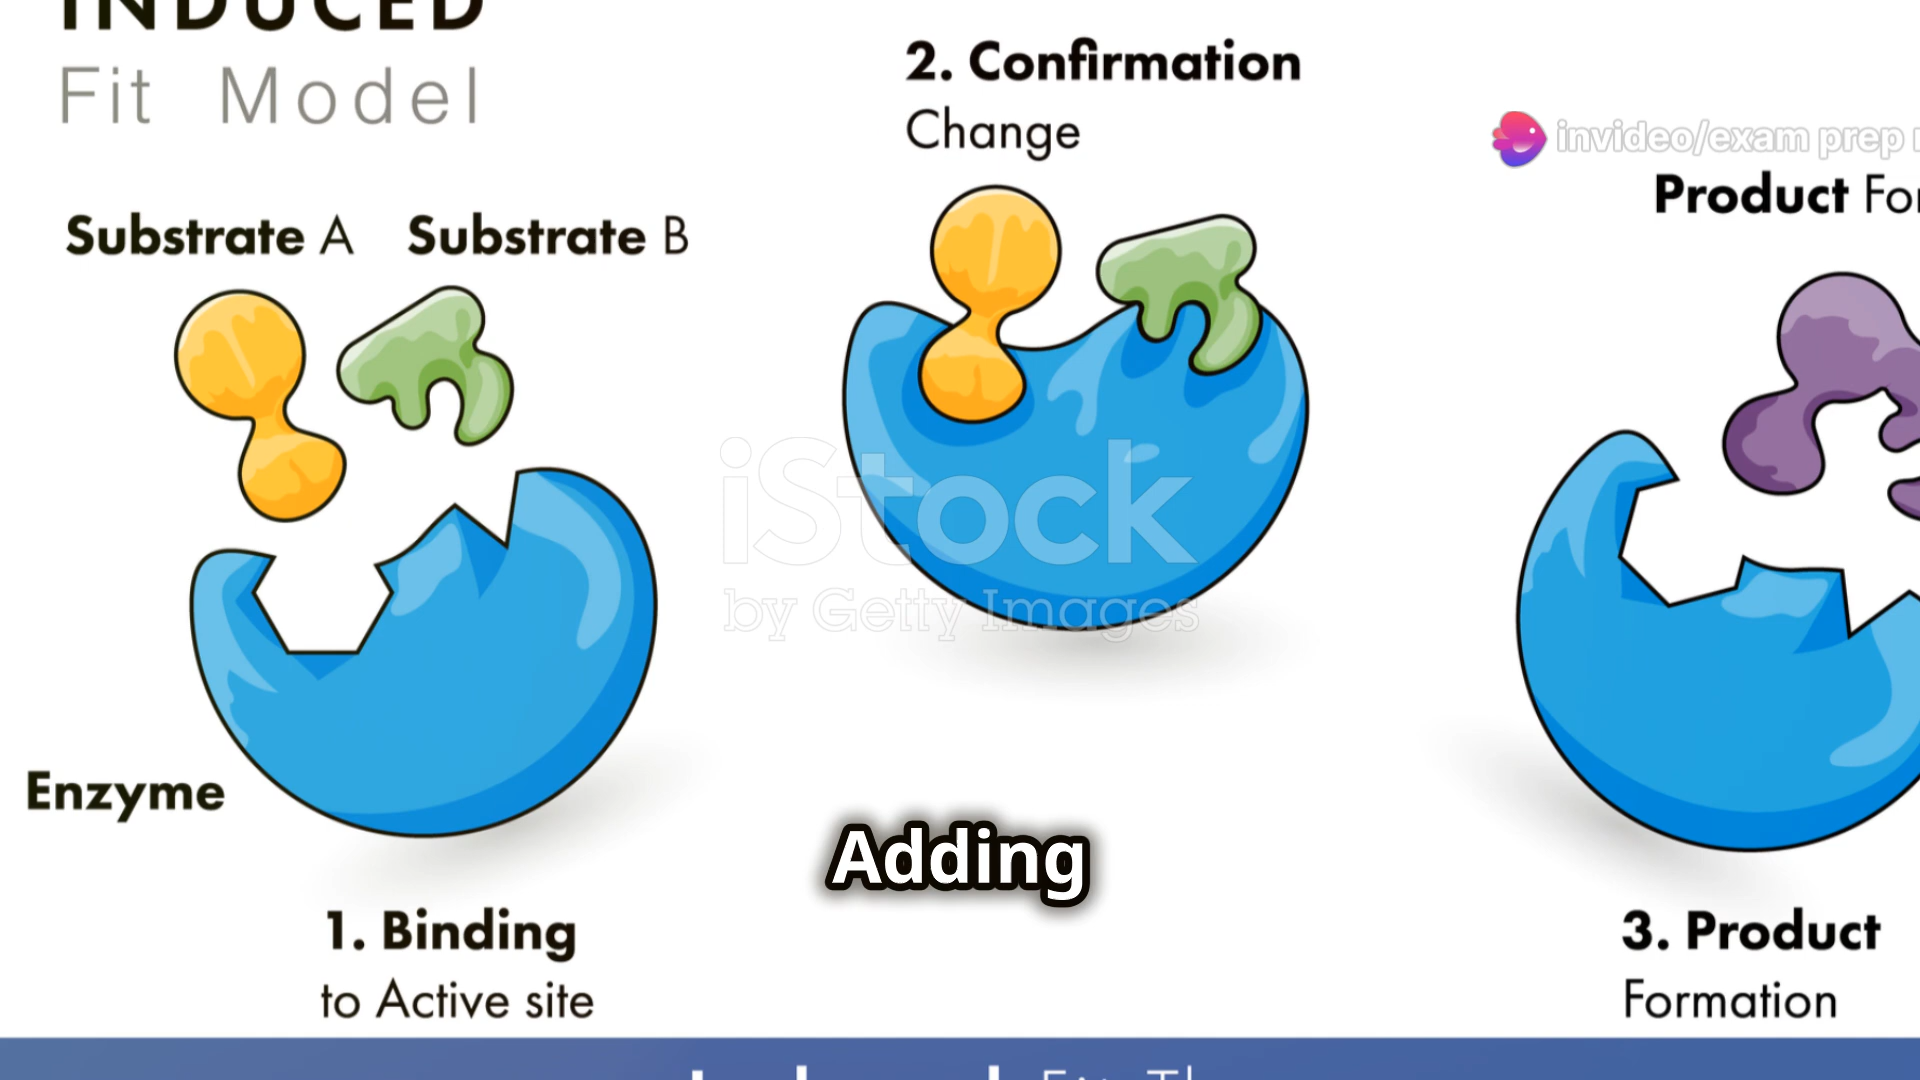 INDUCED
Fit Model
2. Confirmation
Change
invideo/exam prep
Product
Substrate A Substrate B
iStock
by Getty Images
Enzyme
Adding
1. Binding
to Active site
3. Product
Formation